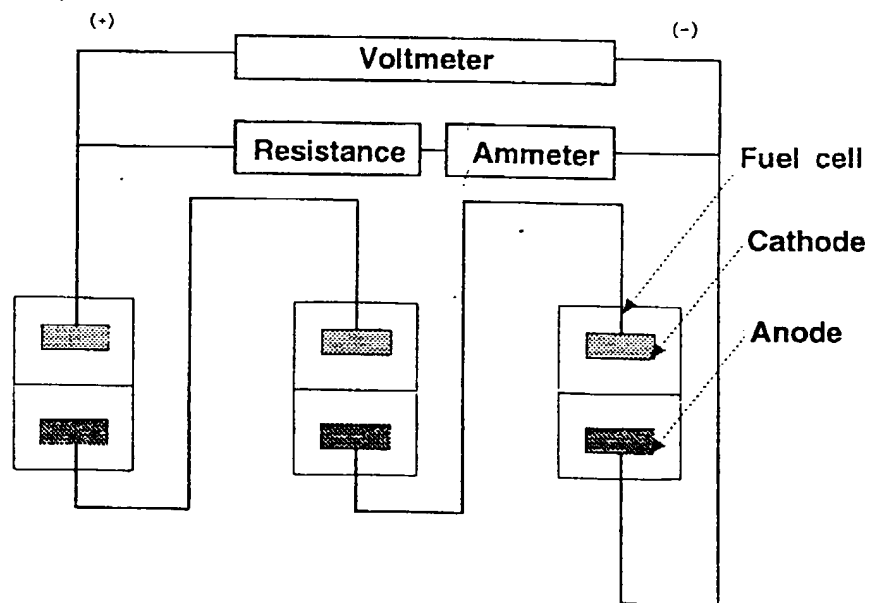 (+) (-)
Voltmeter
Resistance Ammeter
Fuel cell
Cathode
Anode